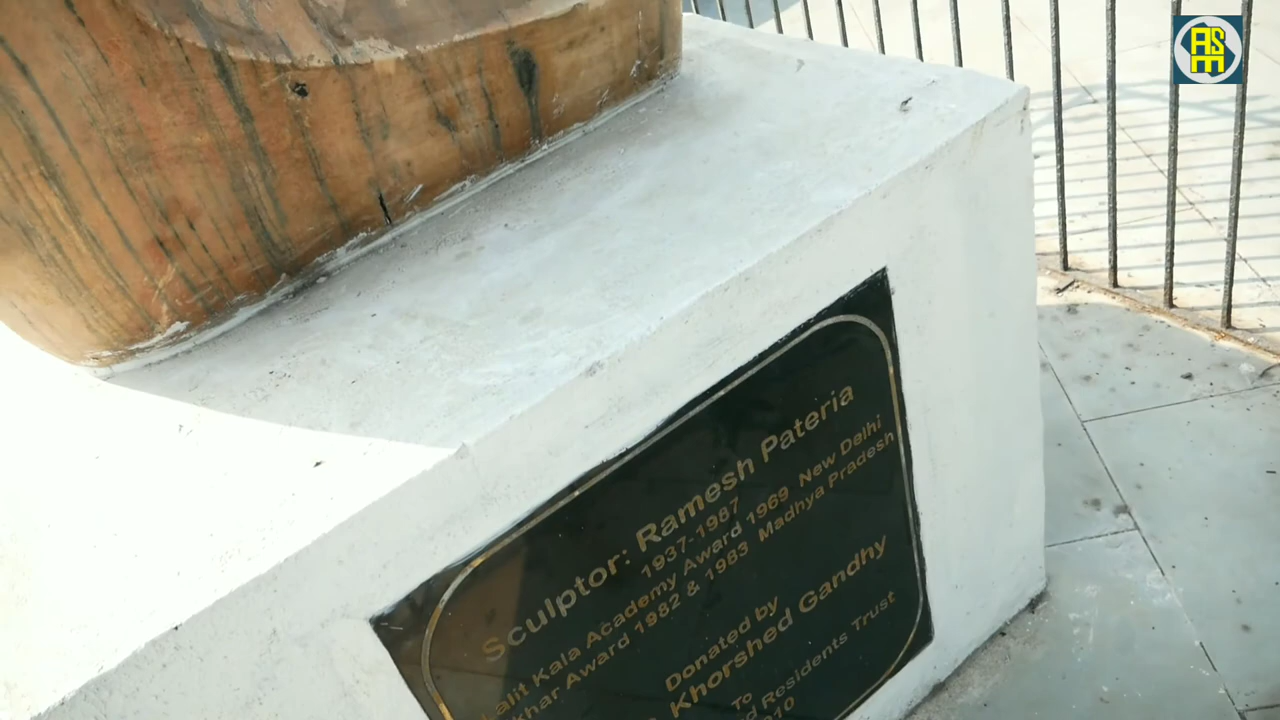 ASM
Sculptor: Ramesh Pateria
1937-1987
Lalit Kala Academy Award 1969 New Delhi
Award 1982 & 1983 Madhya Pradesh
Donated by
Khorshed Gandhy
To
Residents Trust